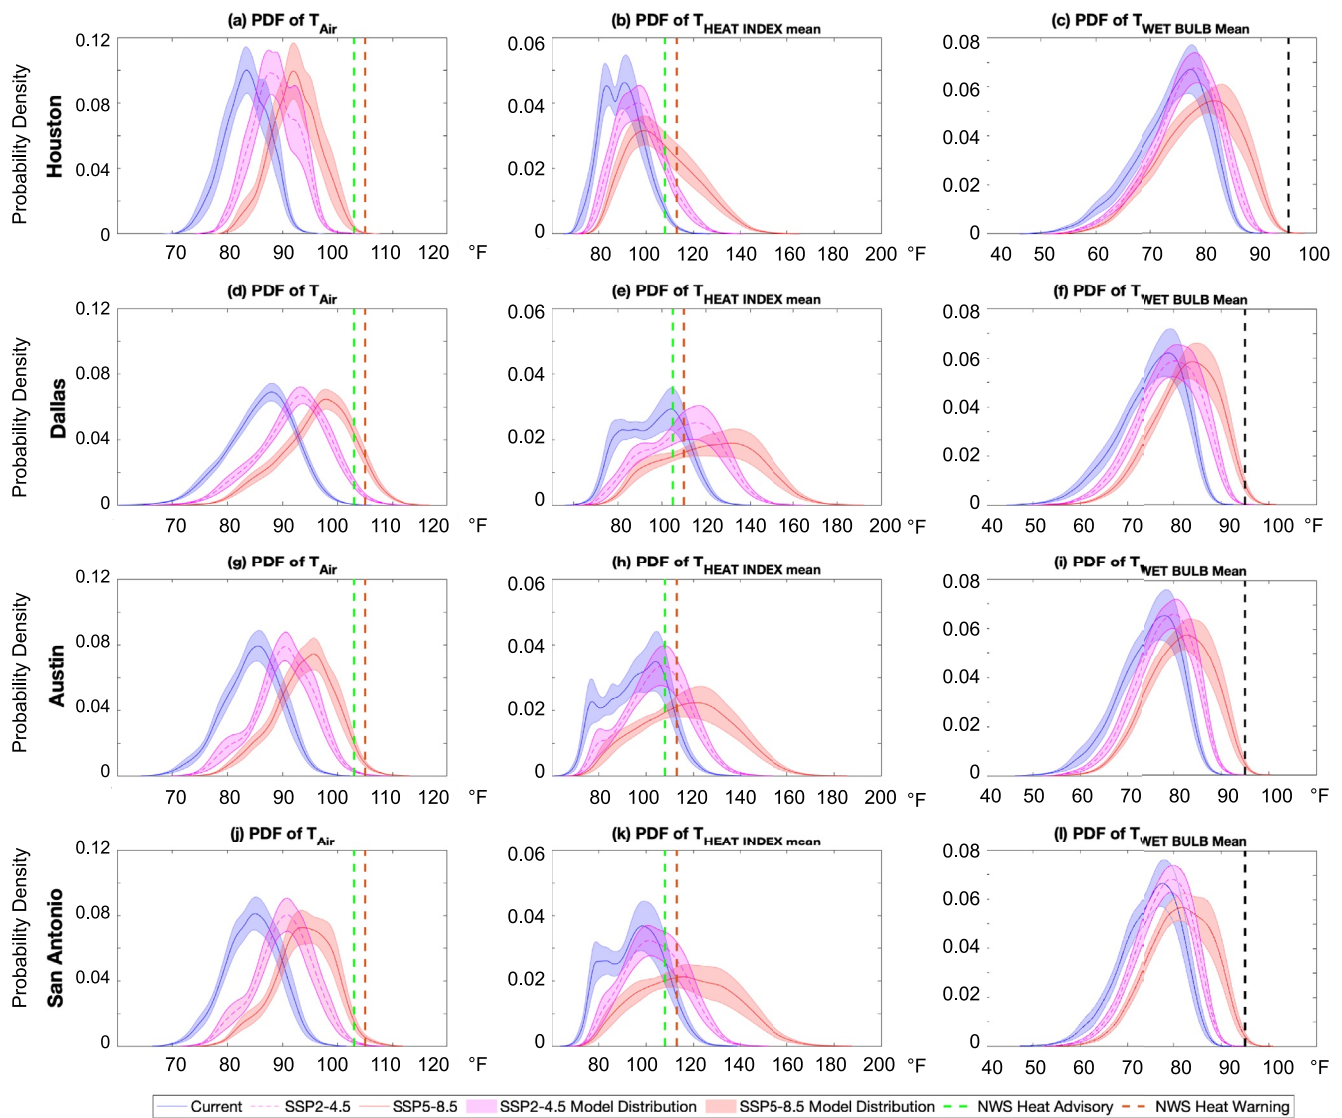 (a) PDF of T Air
(b) PDF of T HEAT INDEX mean
(c) PDF of T WET BULB Mean
Probability Density
Houston
0.12
0.08
0.04
0
70 80 90 100 110 120 °F
0.06
0.04
0.02
0
80 100 120 140 160 180 200 °F
0.08
0.06
0.04
0.02
0
50 60 70 80 90 100 °F
(d) PDF of T Air
(e) PDF of T HEAT INDEX mean
(f) PDF of T WET BULB Mean
Probability Density
Dallas
0.12
0.08
0.04
0
70 80 90 100 110 120 °F
0.06
0.04
0.02
0
80 100 120 140 160 180 200 °F
0.08
0.06
0.04
0.02
0
40 50 60 70 80 90 100 °F
(g) PDF of T Air
(h) PDF of T HEAT INDEX mean
(i) PDF of T WET BULB Mean
Probability Density
Austin
0.12
0.08
0.04
0
70 80 90 100 110 120 °F
0.06
0.04
0.02
0
80 100 120 140 160 180 200 °F
0.08
0.06
0.04
0.02
0
40 50 60 70 80 90 100 °F
(j) PDF of T Air
(k) PDF of T HEAT INDEX mean
(l) PDF of T WET BULB Mean
Probability Density
San Antonio
0.12
0.08
0.04
0
70 80 90 100 110 120 °F
0.06
0.04
0.02
0
80 100 120 140 160 180 200 °F
0.08
0.06
0.04
0.02
0
40 50 60 70 80 90 100 °F
Current SSP2-4.5 SSP5-8.5 SSP2-4.5 Model Distribution SSP5-8.5 Model Distribution NWS Heat Advisory NWS Heat Warning